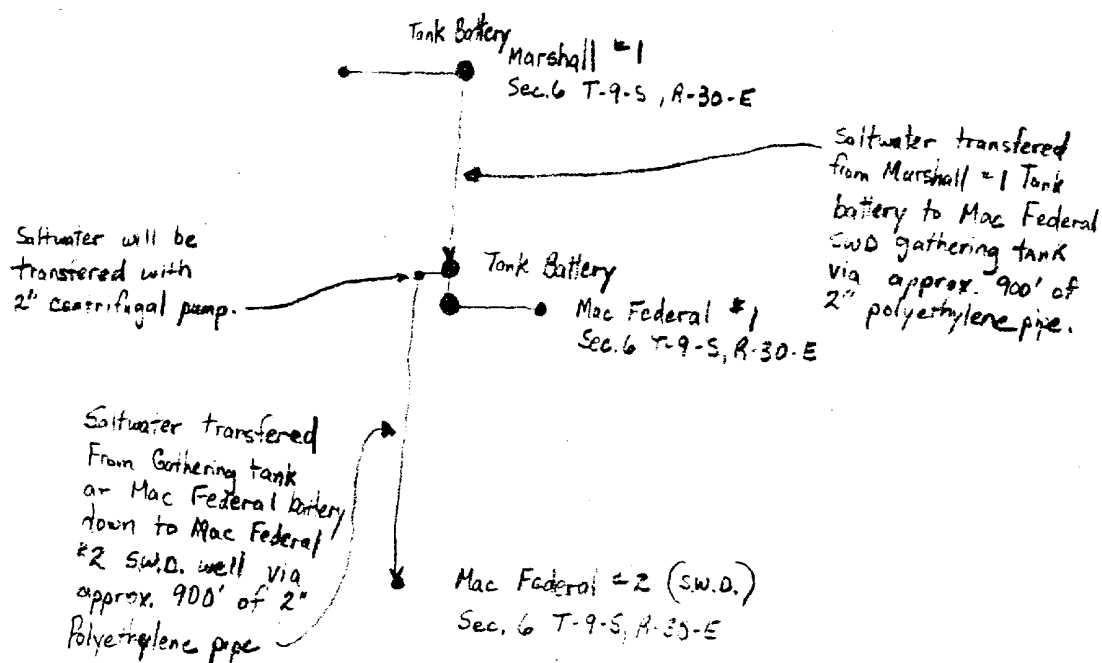 Tank Battery
Marshall #1
Sec.6 T-9-S, R-30-E
Saltwater transfered
from Marshall #1 Tank
battery to Mac Federal
SWD gathering tank
via approx. 900' of
2" polyethylene pipe.
Saltwater will be
transfered with
2" centrifugal pump.
Tank Battery
Mac Federal #1
Sec.6 T-9-S, R-30-E
Saltwater transfered
From Gathering tank
at Mac Federal battery
down to Mac Federal
#2 S.W.D. well via
approx. 900' of 2"
Polyethylene pipe
Mac Federal #2 (S.W.D.)
Sec. 6 T-9-S, R-30-E